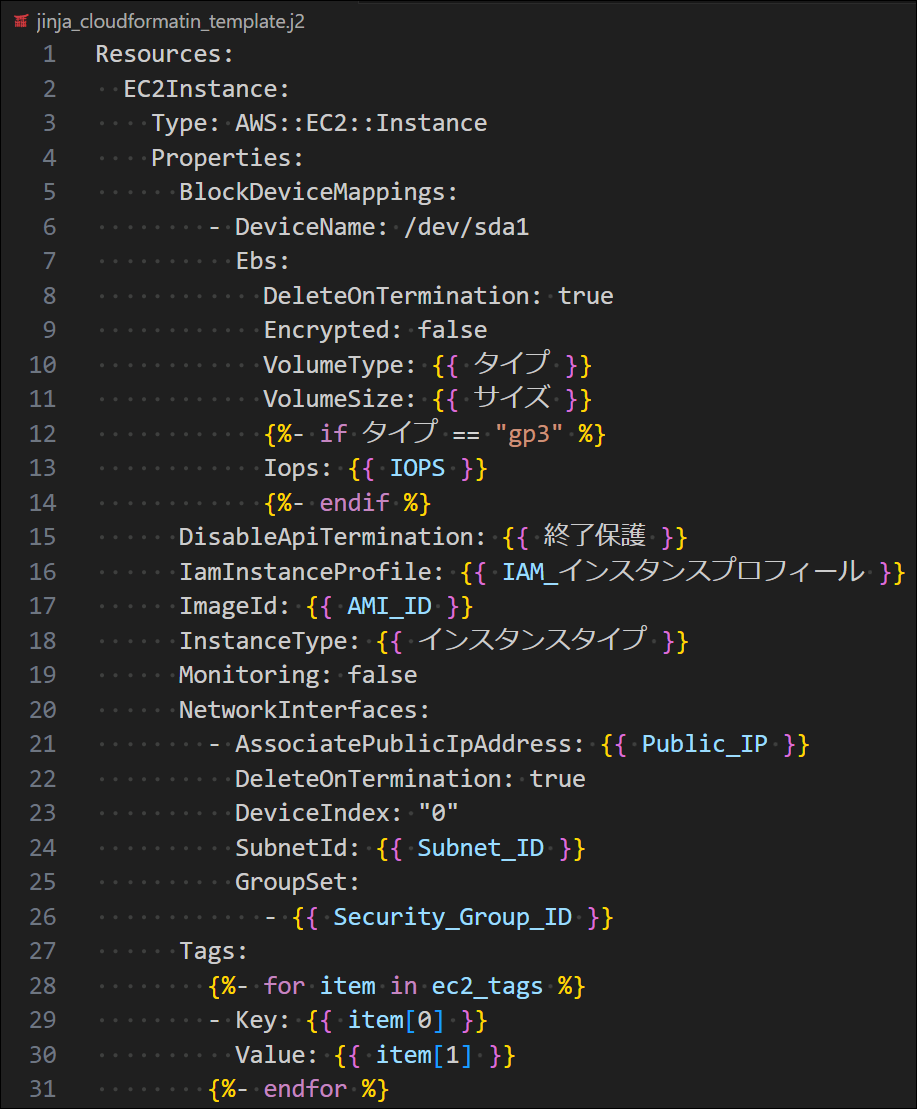 jinja_cloudformatin_template.j2
1 Resources:
2   EC2Instance:
3     Type: AWS::EC2::Instance
4     Properties:
5       BlockDeviceMappings:
6         - DeviceName: /dev/sda1
7           Ebs:
8             DeleteOnTermination: true
9             Encrypted: false
10             VolumeType: {{ タイプ }}
11             VolumeSize: {{ サイズ }}
12             {%- if タイプ == "gp3" %}
13             Iops: {{ IOPS }}
14             {%- endif %}
15       DisableApiTermination: {{ 終了保護 }}
16       IamInstanceProfile: {{ IAM_インスタンスプロフィール }}
17       ImageId: {{ AMI_ID }}
18       InstanceType: {{ インスタンスタイプ }}
19       Monitoring: false
20       NetworkInterfaces:
21         - AssociatePublicIpAddress: {{ Public_IP }}
22           DeleteOnTermination: true
23           DeviceIndex: "0"
24           SubnetId: {{ Subnet_ID }}
25           GroupSet:
26             - {{ Security_Group_ID }}
27       Tags:
28         {%- for item in ec2_tags %}
29         - Key: {{ item[0] }}
30           Value: {{ item[1] }}
31         {%- endfor %}